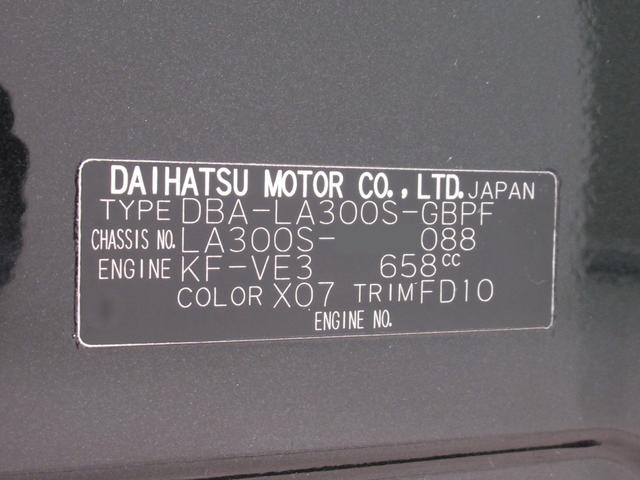 DAIHATSU MOTOR CO.,LTD. JAPAN
TYPE DBA-LA300S-GBPF
CHASSIS NO. LA300S- 088
ENGINE KF-VE3 658CC
COLOR X07 TRIM FD10
ENGINE NO.